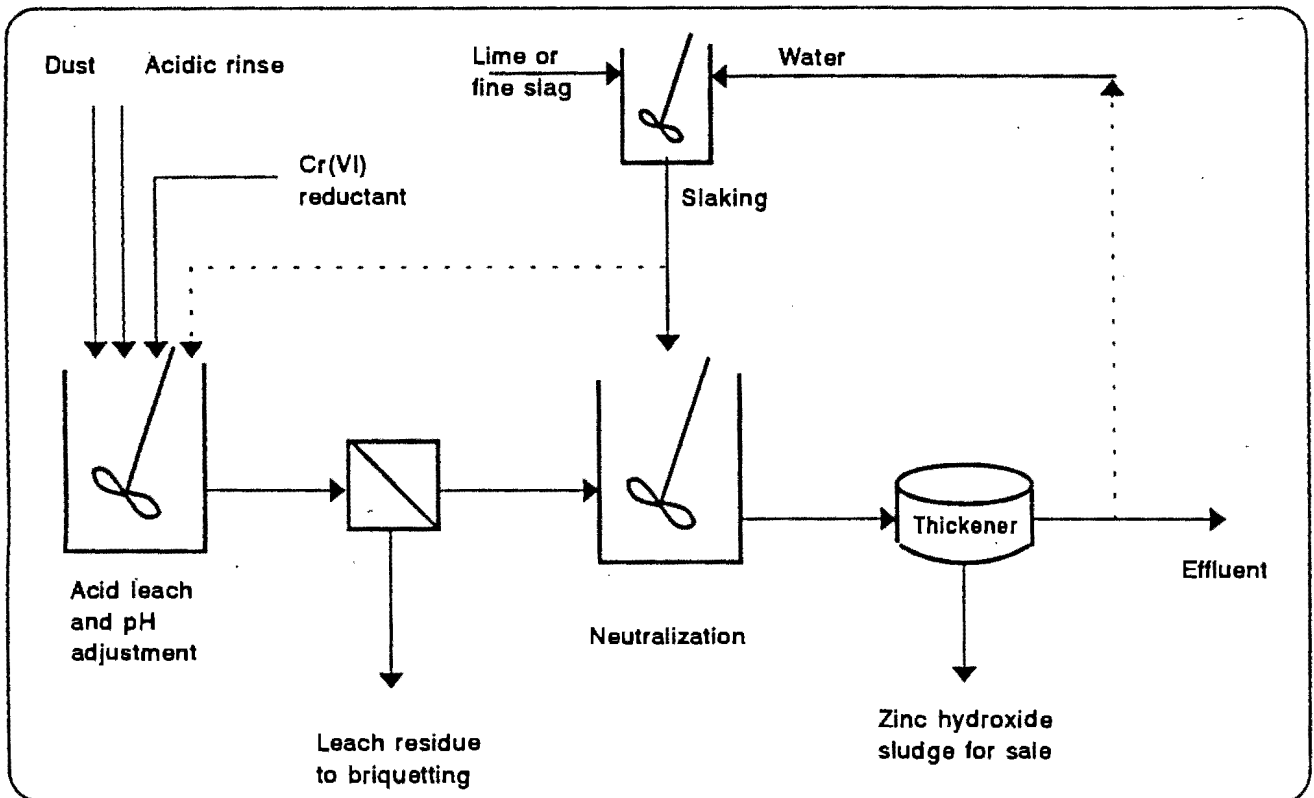 Dust
Acidic rinse
Lime or
fine slag
Water
Cr(VI)
reductant
Slaking
Thickener
Effluent
Acid leach
and pH
adjustment
Neutralization
Leach residue
to briquetting
Zinc hydroxide
sludge for sale